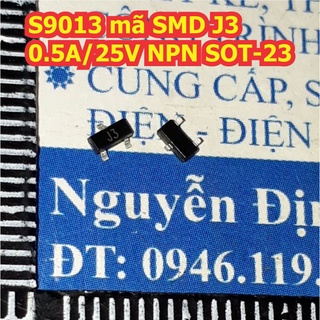 S9013 mã SMD J3
0.5A/25V NPN SOT-23
CUNG CẤP, S
ĐIỆN - ĐIỆN
J3
Nguyễn Đị
ĐT: 0946.119.